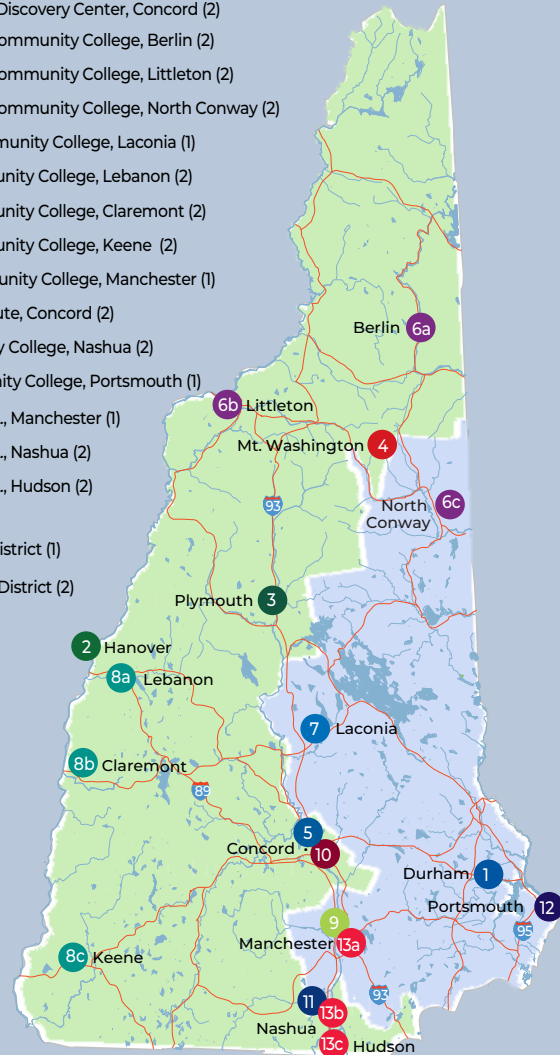 Discovery Center, Concord (2)
ommunity College, Berlin (2)
ommunity College, Littleton (2)
ommunity College, North Conway (2)
munity College, Laconia (1)
unity College, Lebanon (2)
unity College, Claremont (2)
unity College, Keene (2)
unity College, Manchester (1)
ute, Concord (2)
y College, Nashua (2)
nity College, Portsmouth (1)
., Manchester (1)
., Nashua (2)
., Hudson (2)
istrict (1)
District (2)
Berlin 6a
6b Littleton
Mt. Washington 4
93
North
Conway
6c
Plymouth 3
2 Hanover
8a Lebanon
7 Laconia
8b Claremont
89
5
Concord
10
Durham 1
Portsmouth 12
9
95
Manchester 13a
8c Keene
93
11
13b
Nashua
13c Hudson